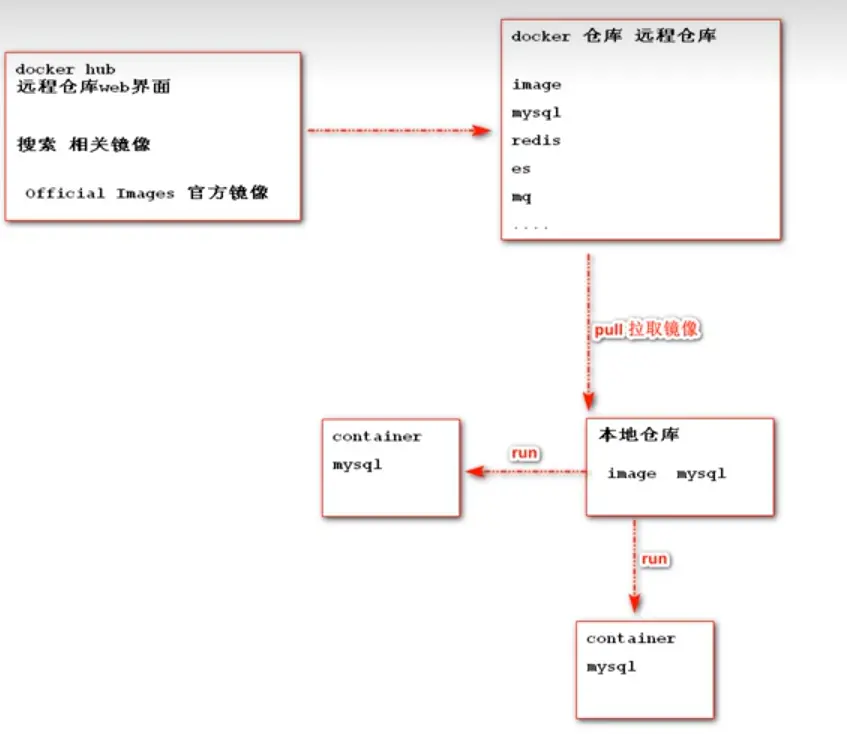 docker hub
远程仓库web界面
搜索 相关镜像
Official Images 官方镜像
docker 仓库 远程仓库
image
mysql
redis
es
mq
....
pull 拉取镜像
本地仓库
image mysql
run
container
mysql
run
container
mysql